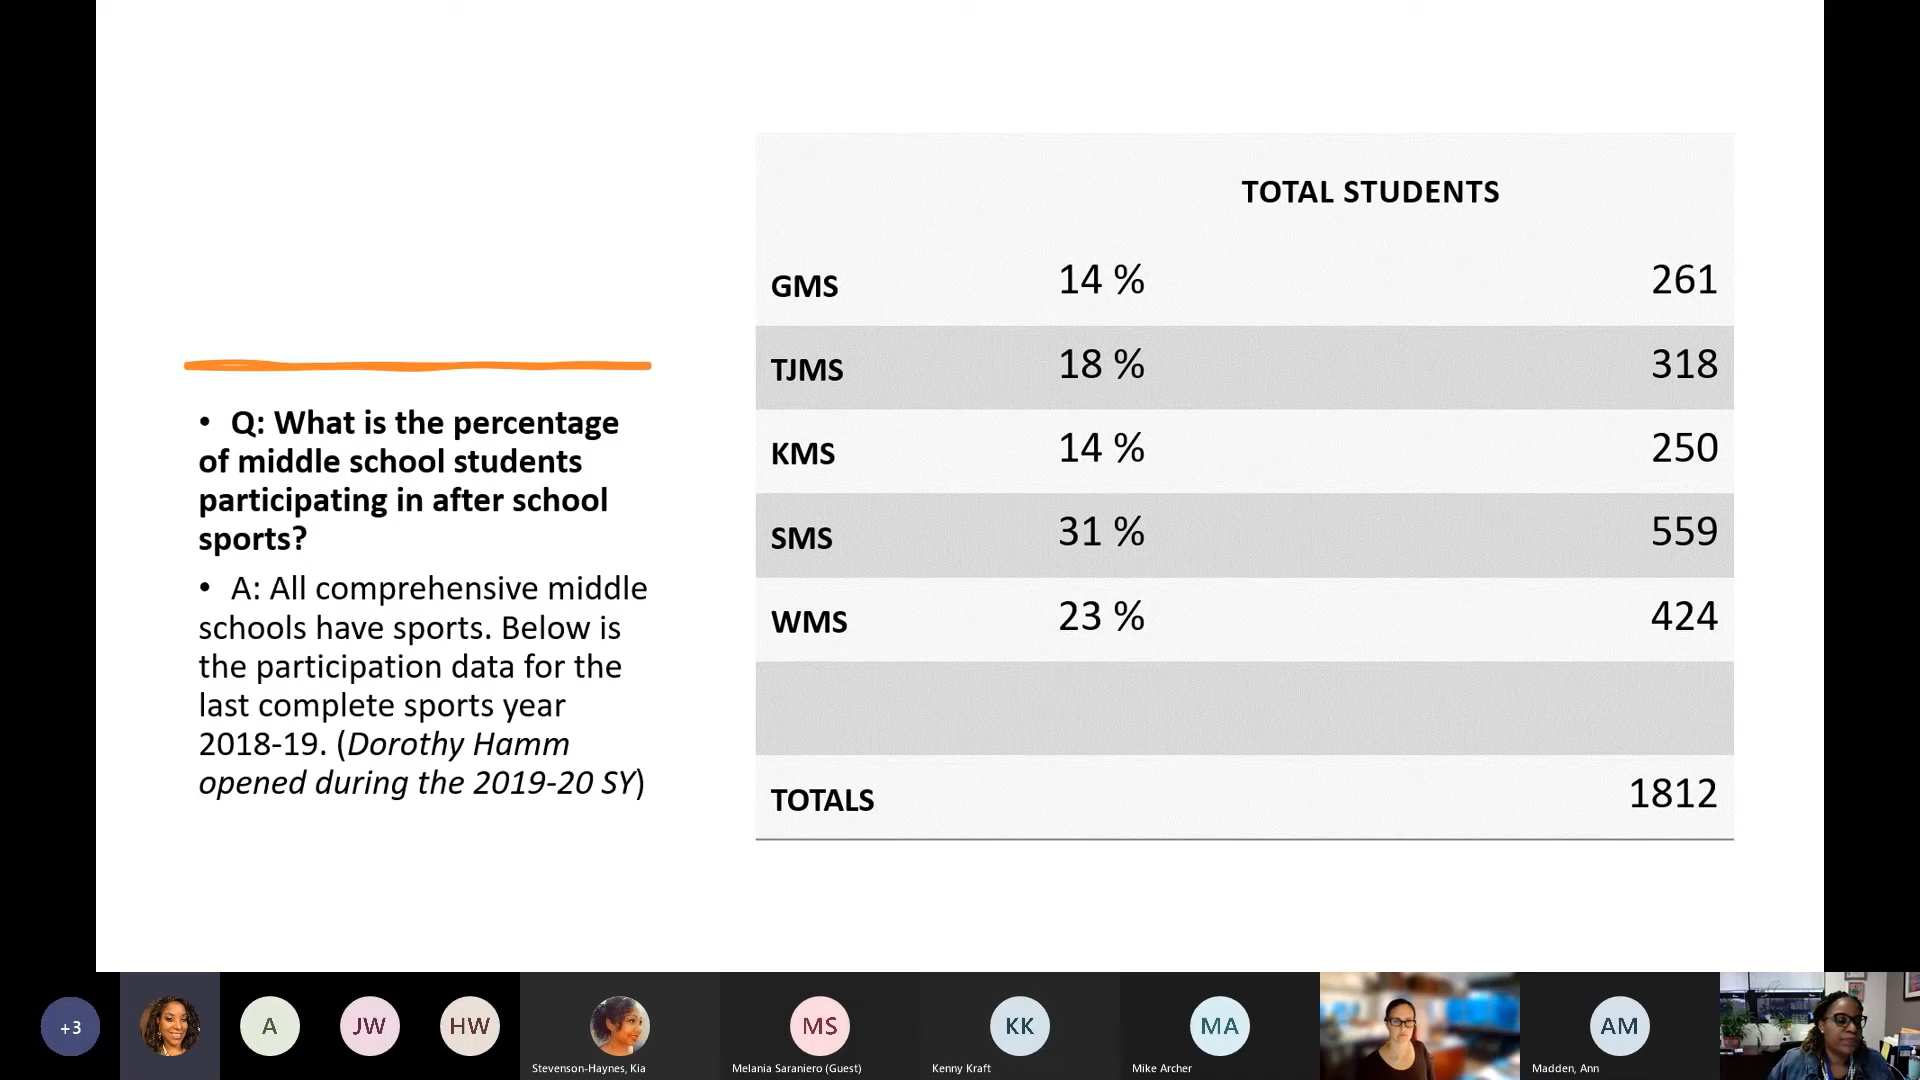 • Q: What is the percentage
of middle school students
participating in after school
sports?
• A: All comprehensive middle
schools have sports. Below is
the participation data for the
last complete sports year
2018-19. (Dorothy Hamm
opened during the 2019-20 SY)
TOTAL STUDENTS
GMS 14 % 261
TJMS 18 % 318
KMS 14 % 250
SMS 31 % 559
WMS 23 % 424
TOTALS 1812
+3
A
JW
HW
Stevenson-Haynes, Kia
MS
Melania Saraniero (Guest)
KK
Kenny Kraft
MA
Mike Archer
AM
Madden, Ann